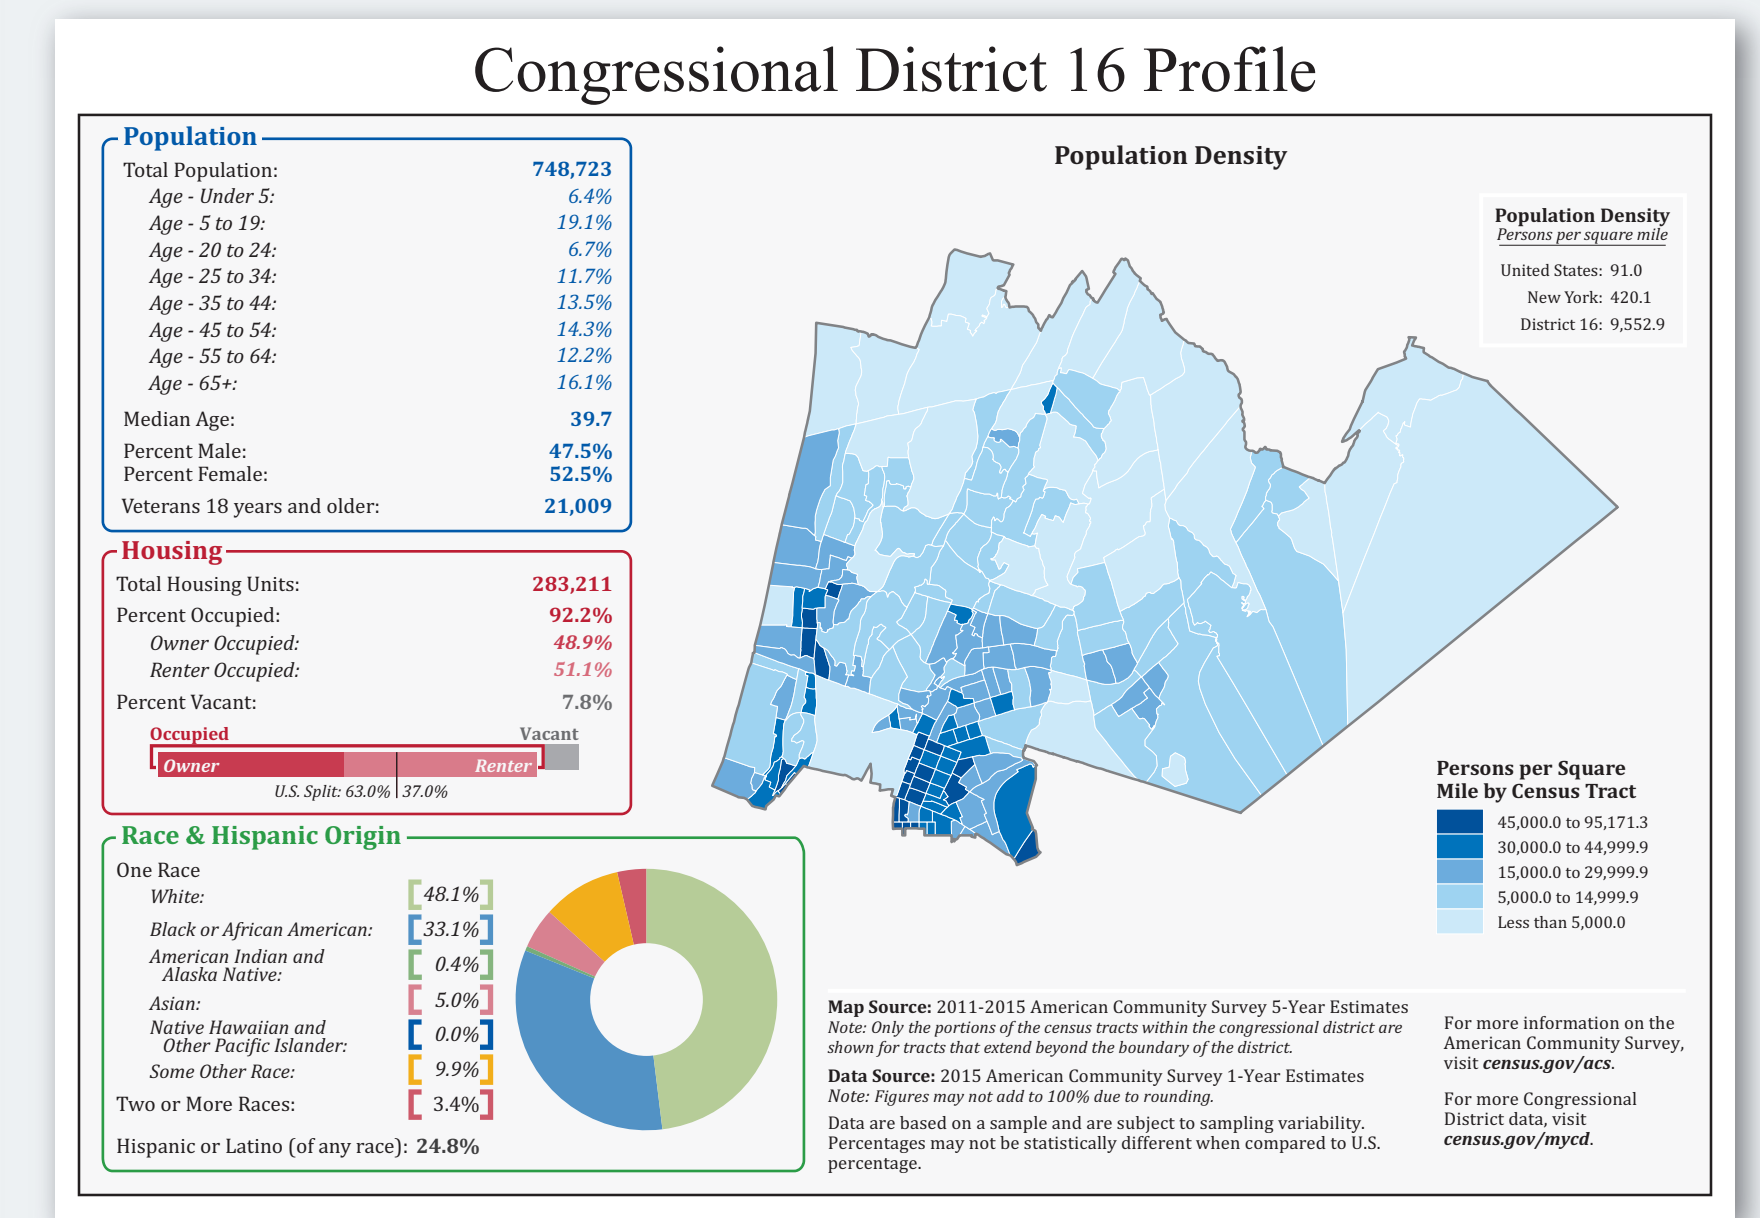 Congressional District 16 Profile
Population
Total Population: 748,723
Age - Under 5: 6.4%
Age - 5 to 19: 19.1%
Age - 20 to 24: 6.7%
Age - 25 to 34: 11.7%
Age - 35 to 44: 13.5%
Age - 45 to 54: 14.3%
Age - 55 to 64: 12.2%
Age - 65+: 16.1%
Median Age: 39.7
Percent Male: 47.5%
Percent Female: 52.5%
Veterans 18 years and older: 21,009
Housing
Total Housing Units: 283,211
Percent Occupied: 92.2%
Owner Occupied: 48.9%
Renter Occupied: 51.1%
Percent Vacant: 7.8%
Occupied Vacant
Owner Renter
U.S. Split: 63.0% 37.0%
Race & Hispanic Origin
One Race
White: 48.1%
Black or African American: 33.1%
American Indian and
Alaska Native: 0.4%
Asian: 5.0%
Native Hawaiian and
Other Pacific Islander: 0.0%
Some Other Race: 9.9%
Two or More Races: 3.4%
Hispanic or Latino (of any race): 24.8%
Population Density
Population Density
Persons per square mile
United States: 91.0
New York: 420.1
District 16: 9,552.9
Persons per Square
Mile by Census Tract
45,000.0 to 95,171.3
30,000.0 to 44,999.9
15,000.0 to 29,999.9
5,000.0 to 14,999.9
Less than 5,000.0
Map Source: 2011-2015 American Community Survey 5-Year Estimates
Note: Only the portions of the census tracts within the congressional district are
shown for tracts that extend beyond the boundary of the district.
Data Source: 2015 American Community Survey 1-Year Estimates
Note: Figures may not add to 100% due to rounding.
Data are based on a sample and are subject to sampling variability.
Percentages may not be statistically different when compared to U.S.
percentage.
For more information on the
American Community Survey,
visit census.gov/acs.
For more Congressional
District data, visit
census.gov/mycd.